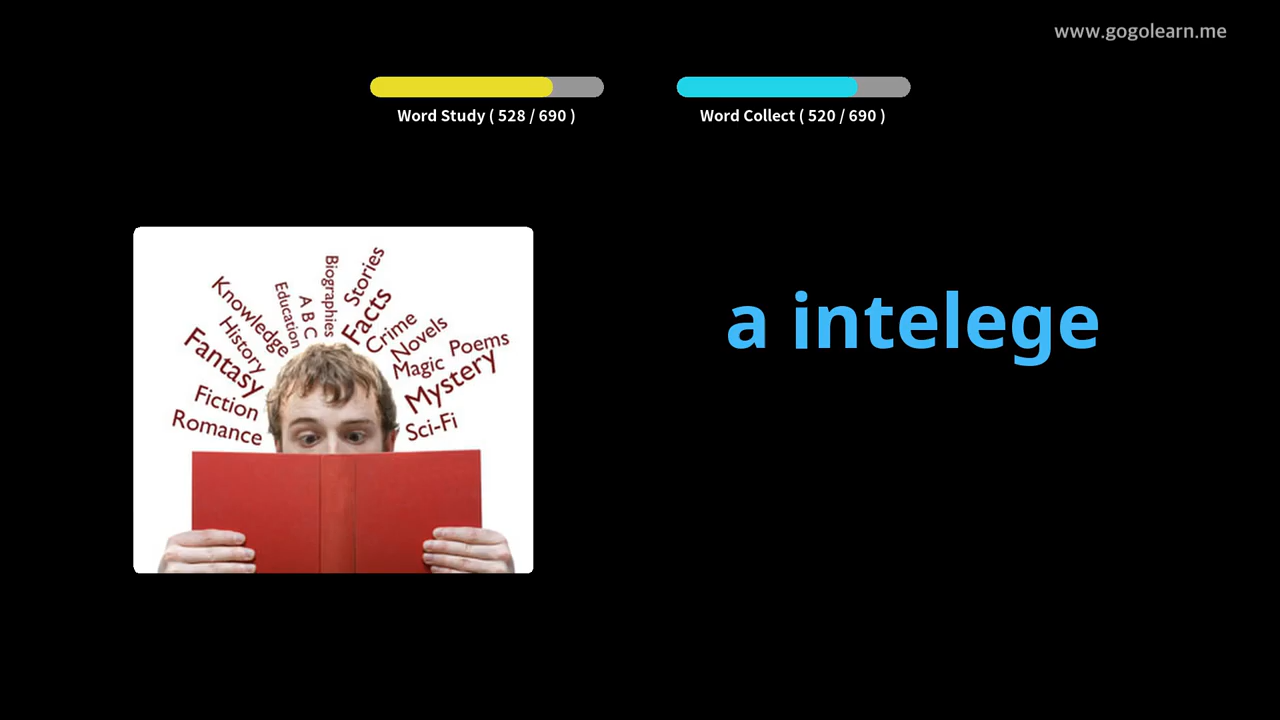 www.gogolearn.me
Word Study ( 528 / 690 )
Word Collect ( 520 / 690 )
a intelege
Biographies
Stories
Education
A B C
Facts
Knowledge
Crime
History
Novels
Poems
Fantasy
Magic
Mystery
Fiction
Romance
Sci-Fi